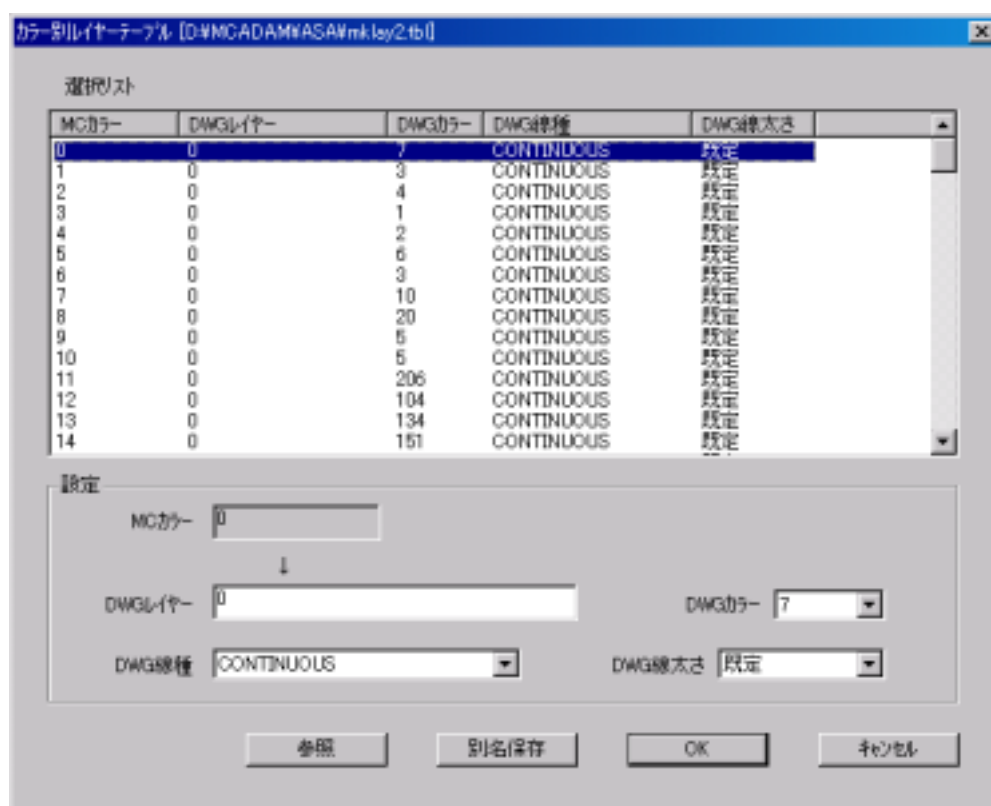 ｶﾗｰ別ﾚｲﾔｰﾃｰﾌﾞﾙ [D:¥MCADAM¥ASA¥mklay2.tbl]
選択ﾘｽﾄ
MCｶﾗｰ DWGﾚｲﾔｰ DWGｶﾗｰ DWG線種 DWG線太さ
0 0 7 CONTINUOUS 既定
1 0 3 CONTINUOUS 既定
2 0 4 CONTINUOUS 既定
3 0 1 CONTINUOUS 既定
4 0 2 CONTINUOUS 既定
5 0 6 CONTINUOUS 既定
6 0 3 CONTINUOUS 既定
7 0 10 CONTINUOUS 既定
8 0 20 CONTINUOUS 既定
9 0 5 CONTINUOUS 既定
10 0 5 CONTINUOUS 既定
11 0 206 CONTINUOUS 既定
12 0 104 CONTINUOUS 既定
13 0 134 CONTINUOUS 既定
14 0 151 CONTINUOUS 既定
設定
MCｶﾗｰ 0
↓
DWGﾚｲﾔｰ 0 DWGｶﾗｰ 7
DWG線種 CONTINUOUS DWG線太さ 既定
参照 別名保存 OK ｷｬﾝｾﾙ